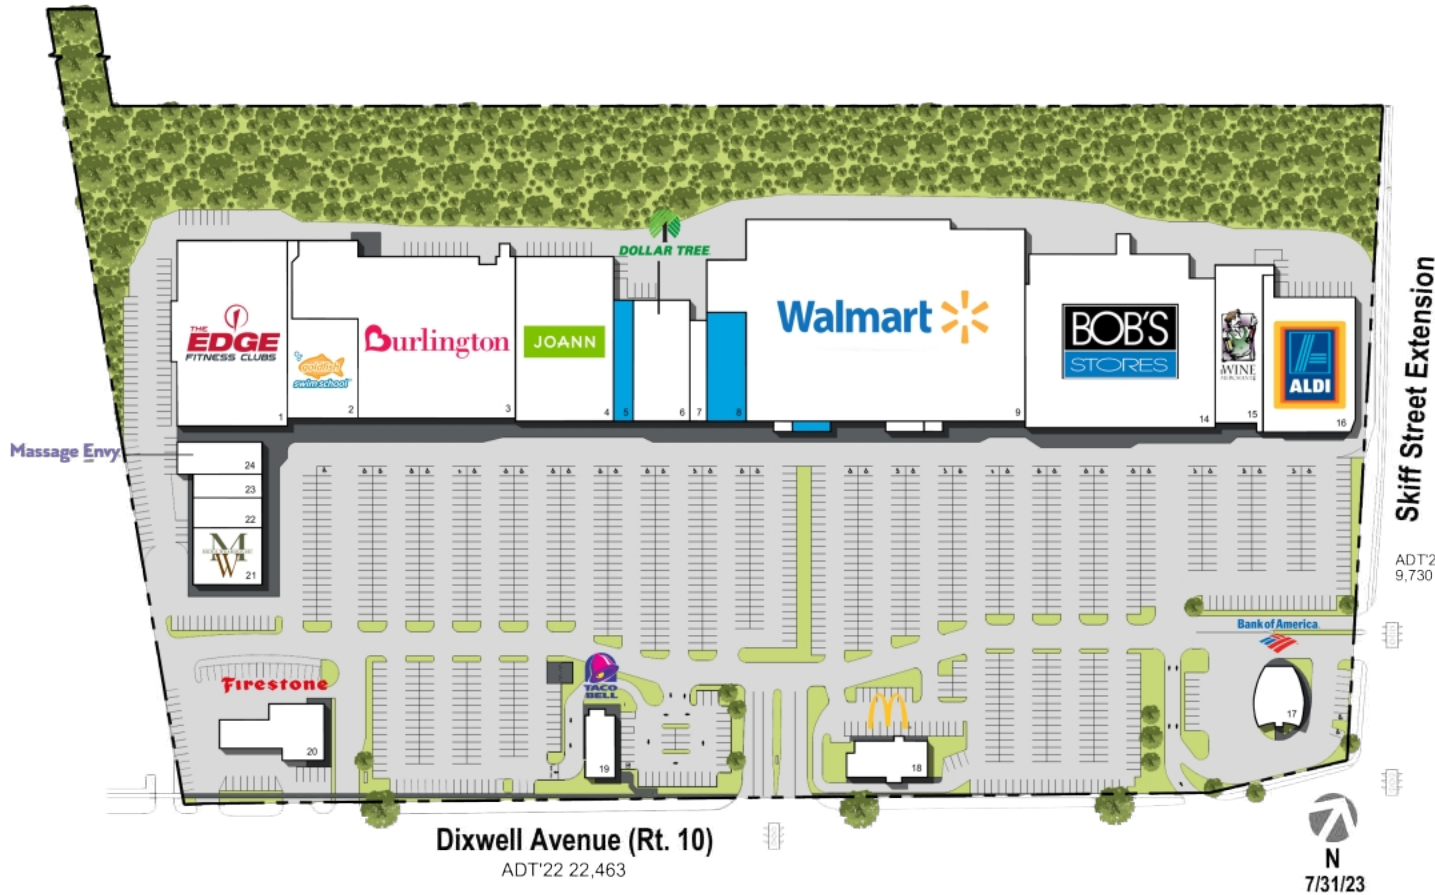 DOLLAR TREE
THE
EDGE
FITNESS CLUBS
1
goldfish
swim school
2
Burlington
3
JOANN
4
5
6
7
8
Walmart
9
BOB'S
STORES
14
WINE
15
ALDI
16
Massage Envy
24
23
22
MW
21
Skiff Street Extension
ADT'2
9,730
Bank of America
17
Firestone
20
TACO
BELL
19
18
Dixwell Avenue (Rt. 10)
ADT'22 22,463
N
7/31/23